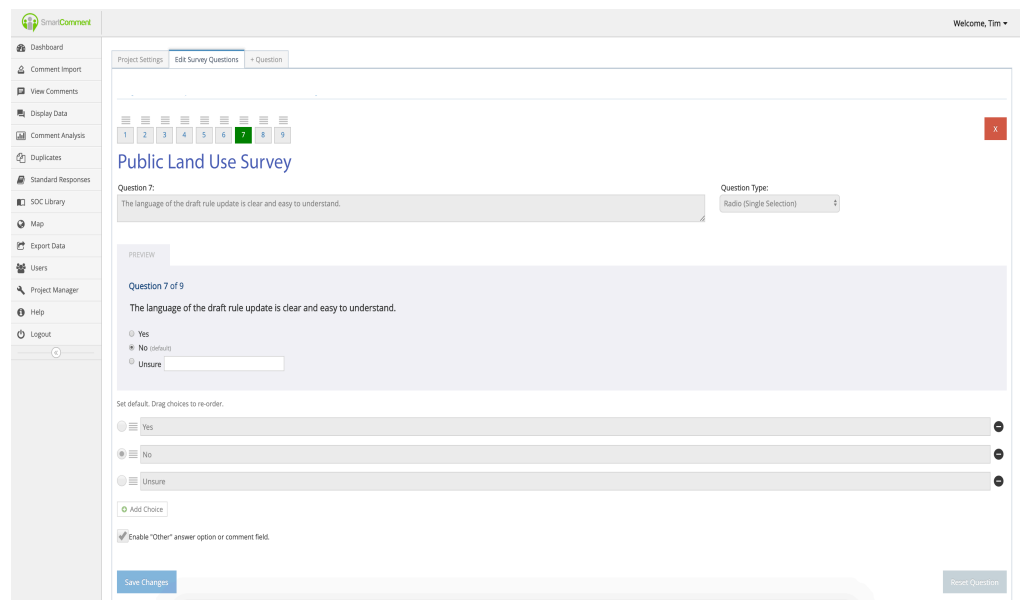 SmartComment
Welcome, Tim
Dashboard
Comment Import
View Comments
Display Data
Comment Analysis
Duplicates
Standard Responses
SOC Library
Map
Export Data
Users
Project Manager
Help
Logout
Project Settings Edit Survey Questions + Question
1 2 3 4 5 6 7 8 9
X
Public Land Use Survey
Question 7: Question Type:
The language of the draft rule update is clear and easy to understand. Radio (Single Selection)
PREVIEW
Question 7 of 9
The language of the draft rule update is clear and easy to understand.
Yes
No (default)
Unsure
Set default. Drag choices to re-order.
Yes
No
Unsure
Add Choice
Enable "Other" answer option or comment field.
Save Changes Reset Question